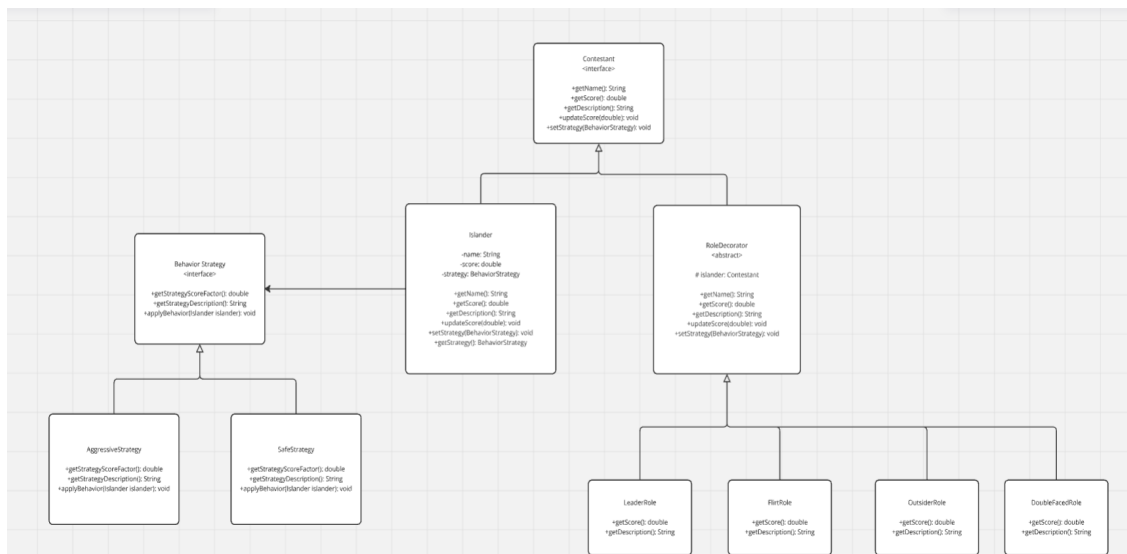 Contestant
<interface>
+getName(): String
+getScore(): double
+getDescription(): String
+updateScore(double): void
+setStrategy(BehaviorStrategy): void
Behavior Strategy
<interface>
+getStrategyScoreFactor(): double
+getStrategyDescription(): String
+applyBehavior(Islander islander): void
Islander
-name: String
-score: double
-strategy: BehaviorStrategy
+getName(): String
+getScore(): double
+getDescription(): String
+updateScore(double): void
+setStrategy(BehaviorStrategy): void
+getStrategy(): BehaviorStrategy
RoleDecorator
<abstract>
# islander: Contestant
+getName(): String
+getScore(): double
+getDescription(): String
+updateScore(double): void
+setStrategy(BehaviorStrategy): void
AggressiveStrategy
+getStrategyScoreFactor(): double
+getStrategyDescription(): String
+applyBehavior(Islander islander): void
SafeStrategy
+getStrategyScoreFactor(): double
+getStrategyDescription(): String
+applyBehavior(Islander islander): void
LeaderRole
+getScore(): double
+getDescription(): String
FlirtRole
+getScore(): double
+getDescription(): String
OutsiderRole
+getScore(): double
+getDescription(): String
DoubleFacedRole
+getScore(): double
+getDescription(): String